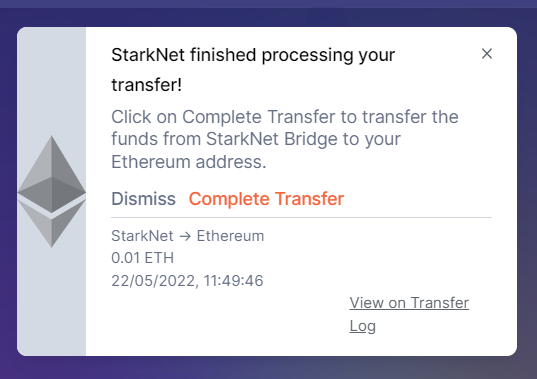 StarkNet finished processing your
transfer!
Click on Complete Transfer to transfer the
funds from StarkNet Bridge to your
Ethereum address.
Dismiss Complete Transfer
StarkNet → Ethereum
0.01 ETH
22/05/2022, 11:49:46
View on Transfer
Log